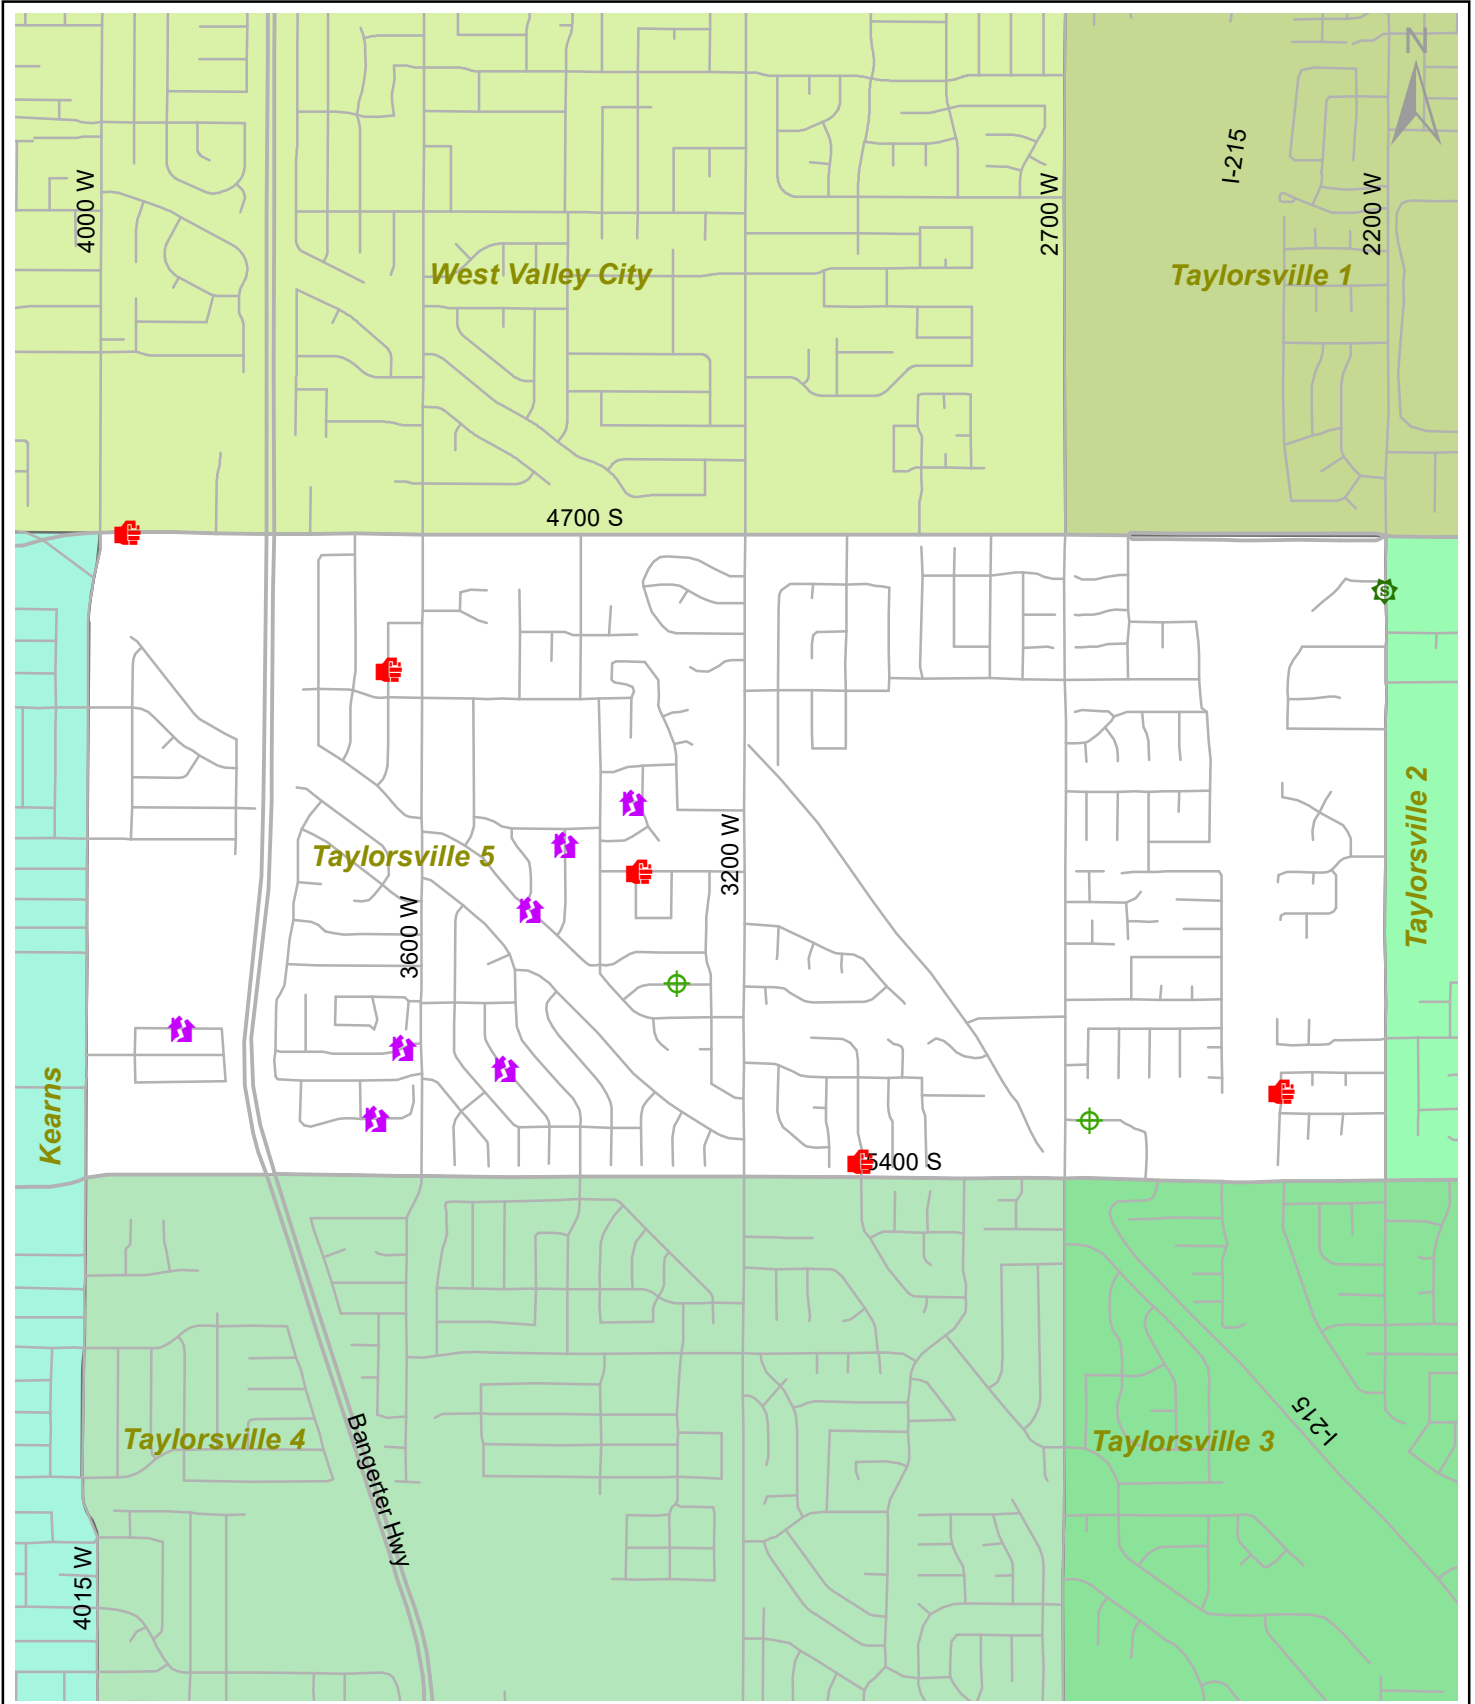 N
I-215
4000 W
2700 W
2200 W
West Valley City
Taylorsville 1
4700 S
S
Taylorsville 2
3200 W
Taylorsville 5
3600 W
Kearns
5400 S
Taylorsville 4
Bangerter Hwy
I-215
Taylorsville 3
4015 W